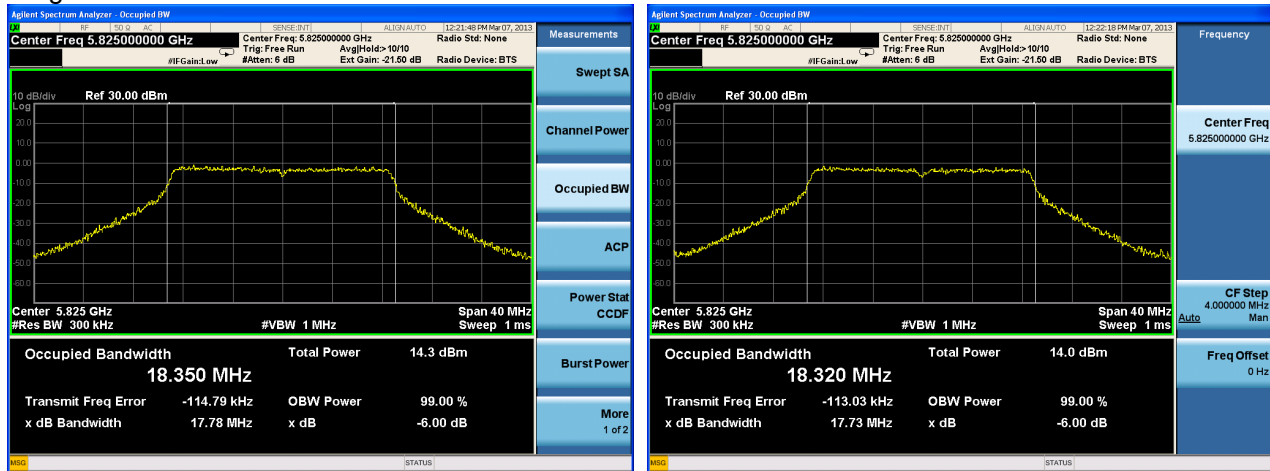 Agilent Spectrum Analyzer - Occupied BW
RF 50 Ω AC SENSE:INT ALIGN AUTO 12:21:48 PM Mar 07, 2013
Center Freq 5.825000000 GHz
Center Freq: 5.825000000 GHz
Radio Std: None
Trig: Free Run Avg|Hold:>10/10
#IFGain:Low #Atten: 6 dB Ext Gain: -21.50 dB Radio Device: BTS
10 dB/div Ref 30.00 dBm
Log
20.0
10.0
0.00
-10.0
-20.0
-30.0
-40.0
-50.0
-60.0
Center 5.825 GHz Span 40 MHz
#Res BW 300 kHz #VBW 1 MHz Sweep 1 ms
Occupied Bandwidth Total Power 14.3 dBm
18.350 MHz
Transmit Freq Error -114.79 kHz OBW Power 99.00 %
x dB Bandwidth 17.78 MHz x dB -6.00 dB
MSG STATUS
Measurements
Swept SA
Channel Power
Occupied BW
ACP
Power Stat
CCDF
Burst Power
More
1 of 2
Agilent Spectrum Analyzer - Occupied BW
RF 50 Ω AC SENSE:INT ALIGN AUTO 12:22:18 PM Mar 07, 2013
Center Freq 5.825000000 GHz
Center Freq: 5.825000000 GHz
Radio Std: None
Trig: Free Run Avg|Hold:>10/10
#IFGain:Low #Atten: 6 dB Ext Gain: -21.50 dB Radio Device: BTS
10 dB/div Ref 30.00 dBm
Log
20.0
10.0
0.00
-10.0
-20.0
-30.0
-40.0
-50.0
-60.0
Center 5.825 GHz Span 40 MHz
#Res BW 300 kHz #VBW 1 MHz Sweep 1 ms
Occupied Bandwidth Total Power 14.0 dBm
18.320 MHz
Transmit Freq Error -113.03 kHz OBW Power 99.00 %
x dB Bandwidth 17.73 MHz x dB -6.00 dB
MSG STATUS
Frequency
Center Freq
5.825000000 GHz
CF Step
4.000000 MHz
Auto Man
Freq Offset
0 Hz